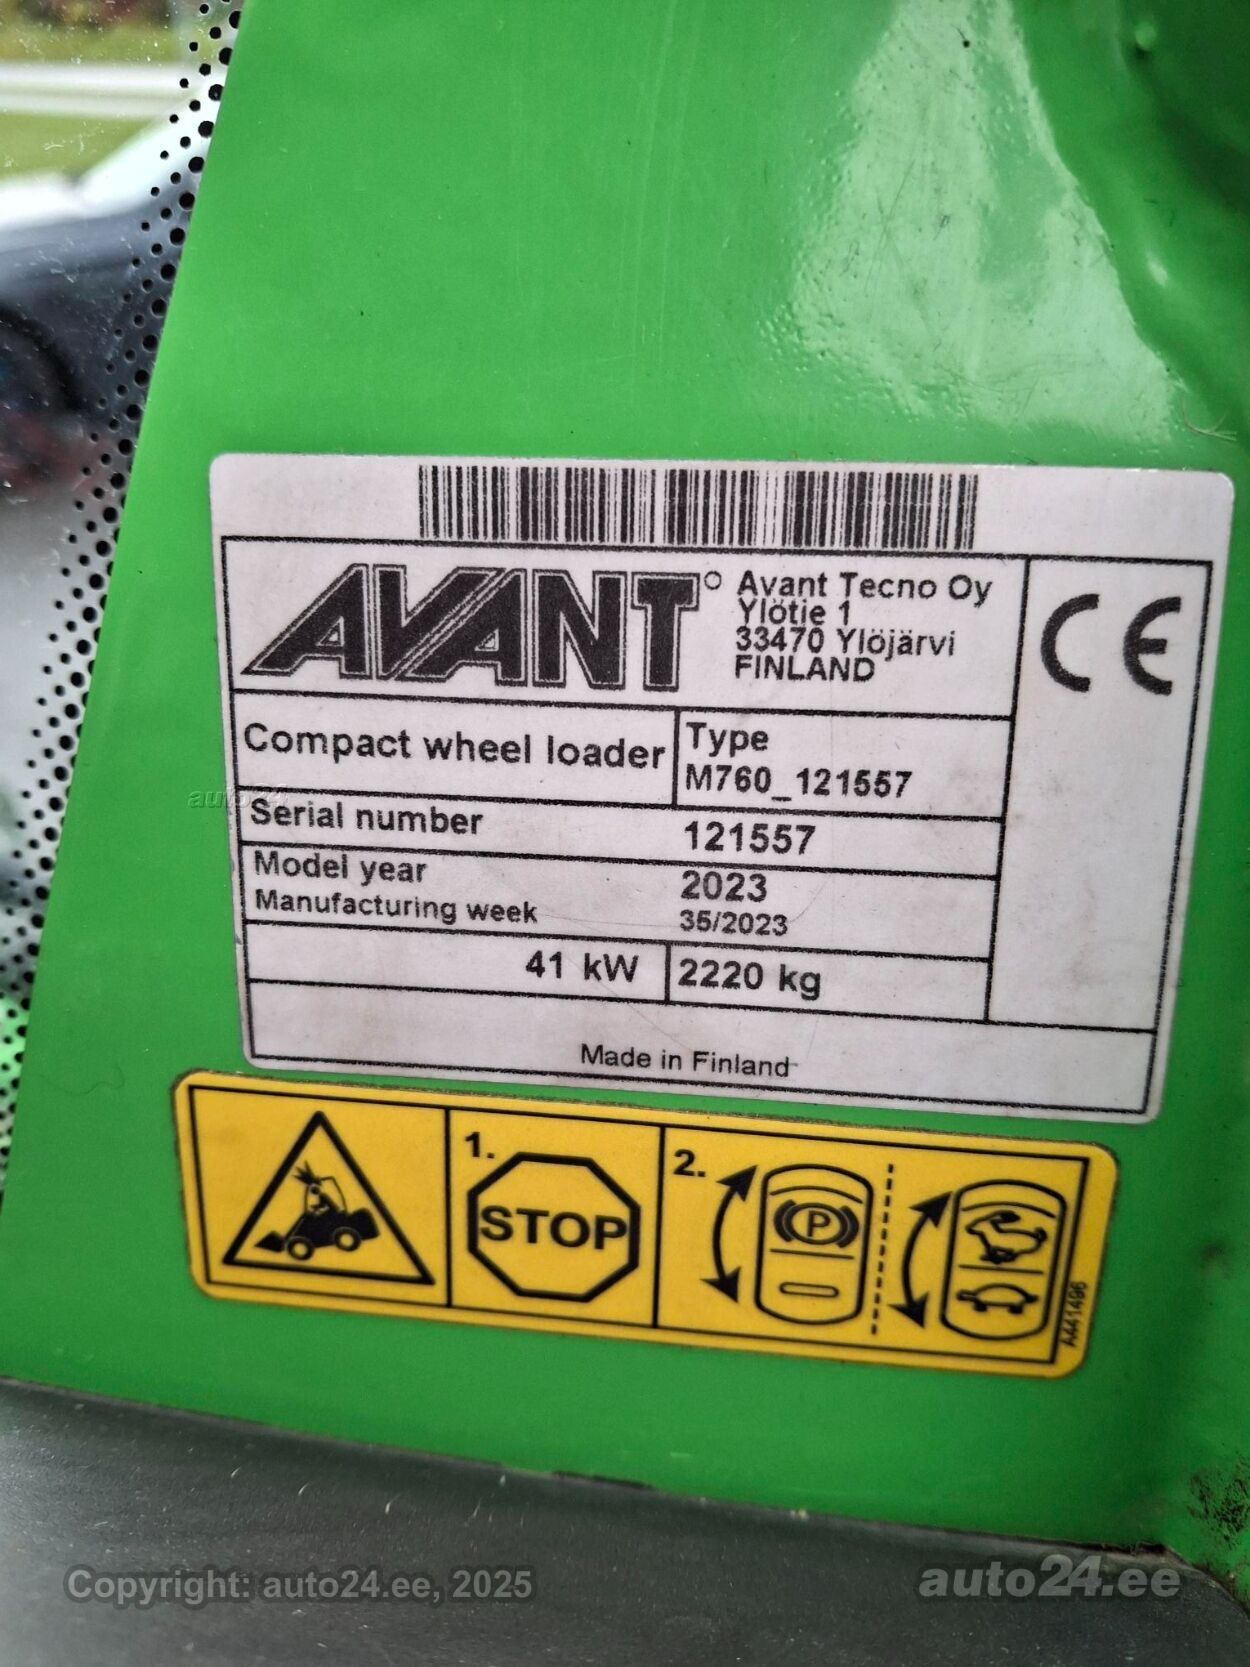 AVANT
Avant Tecno Oy
Ylötie 1
33470 Ylöjärvi
FINLAND
CE
Compact wheel loader
Type
M760_121557
Serial number 121557
Model year 2023
Manufacturing week 35/2023
41 kW 2220 kg
Made in Finland
1.
STOP
2.
P
A441496
auto24
Copyright: auto24.ee, 2025
auto24.ee